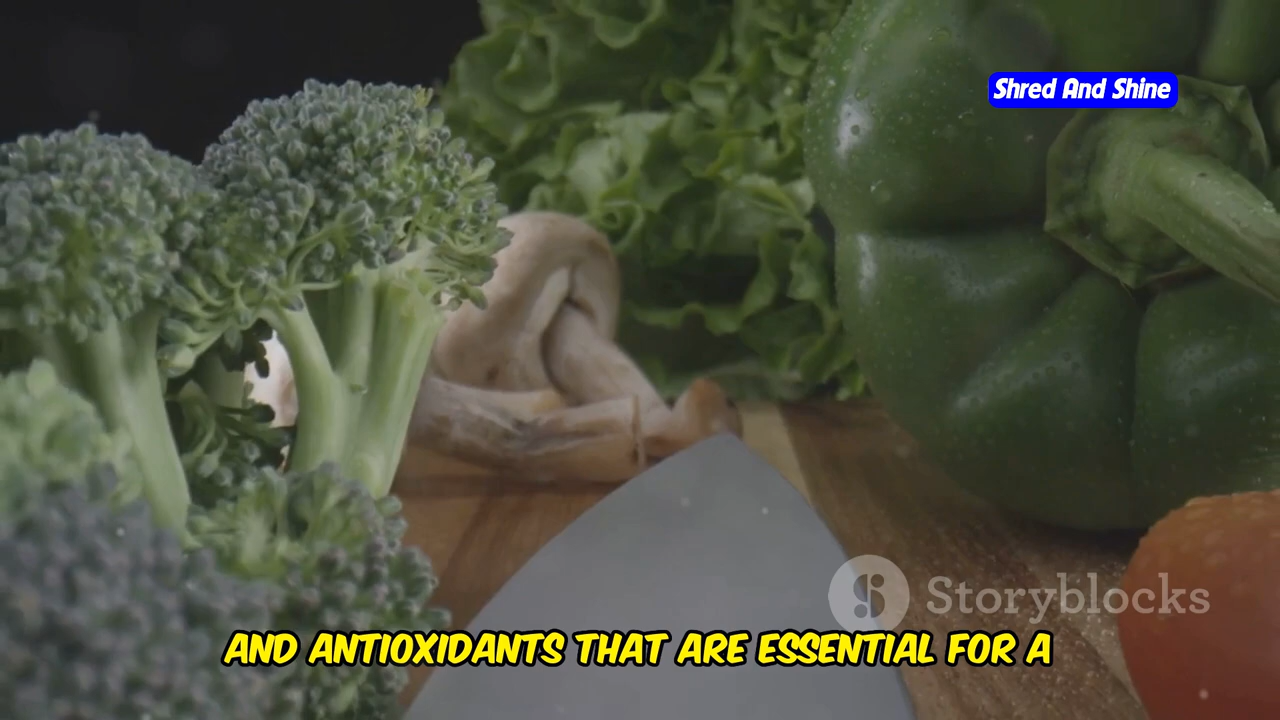 Shred And Shine
Storyblocks
AND ANTIOXIDANTS THAT ARE ESSENTIAL FOR A